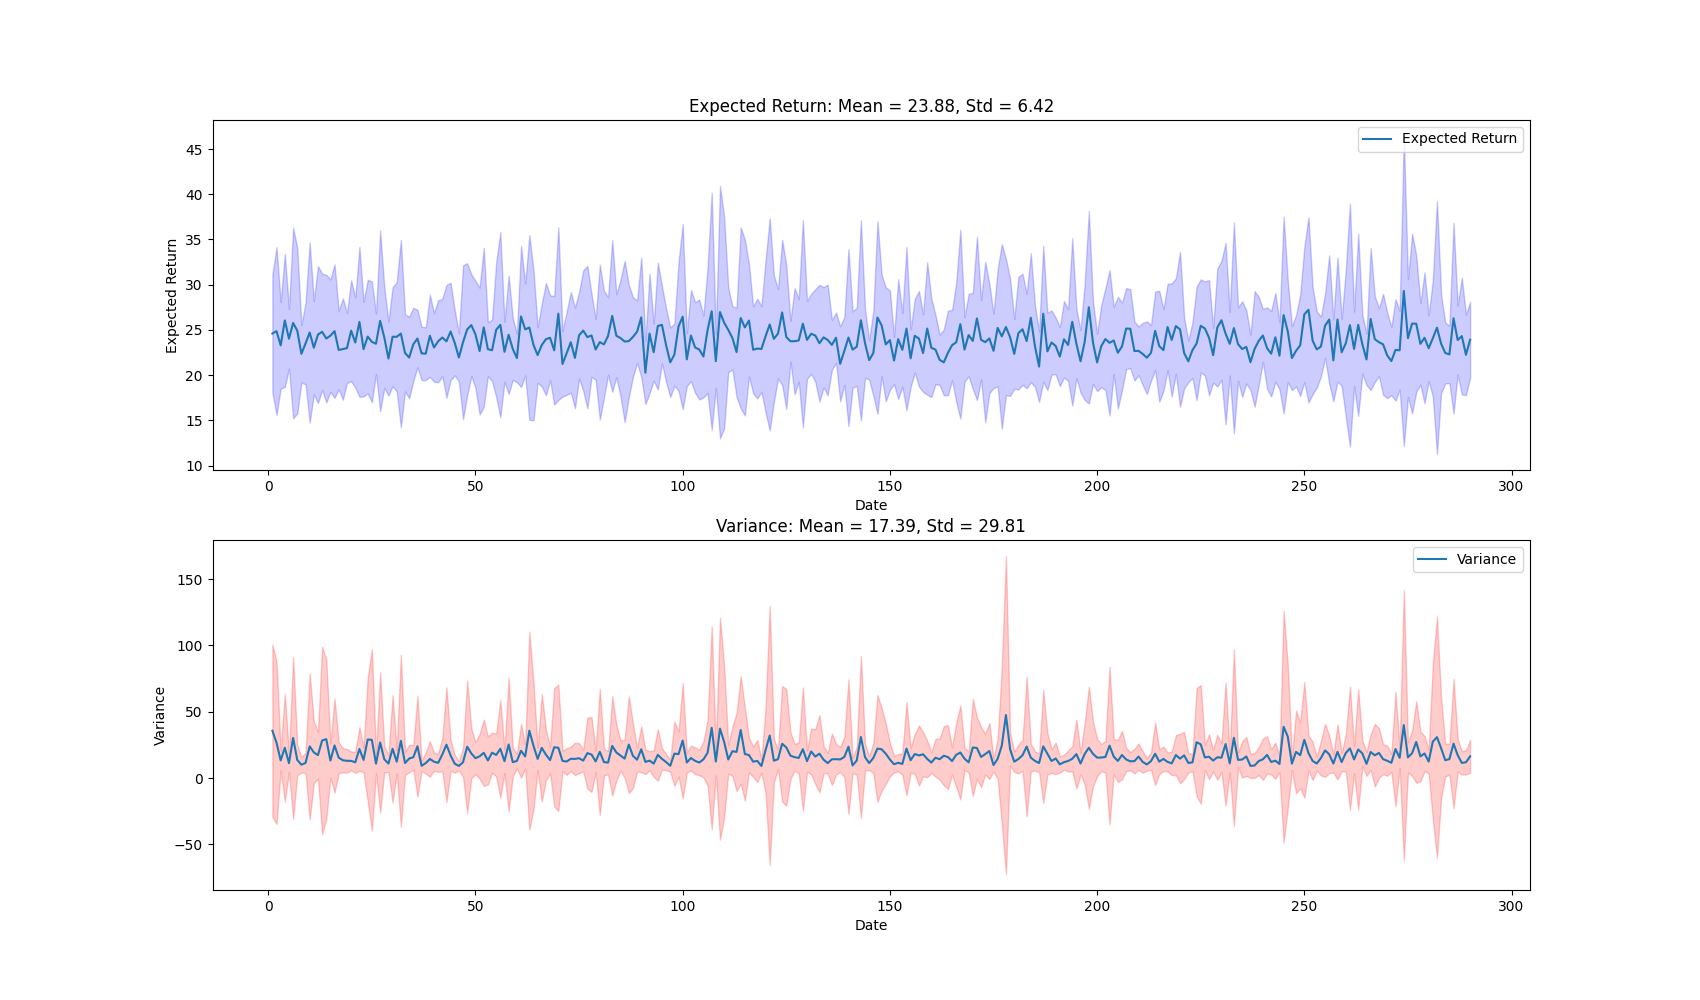 Expected Return: Mean = 23.88, Std = 6.42
Expected Return
45
40
35
30
25
20
15
10
Expected Return
0 50 100 150 200 250 300
Date
Variance: Mean = 17.39, Std = 29.81
Variance
150
100
50
0
−50
Variance
0 50 100 150 200 250 300
Date